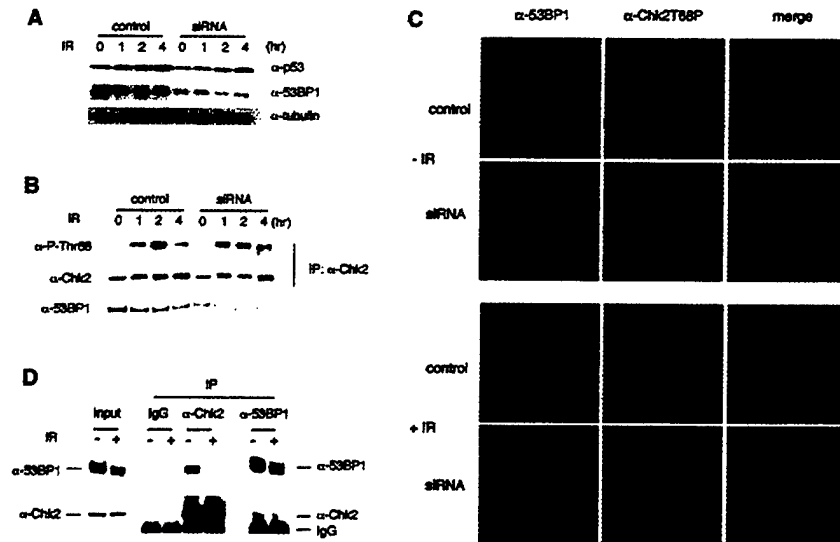 A
control siRNA
IR 0 1 2 4 0 1 2 4 (hr)
α-p53
α-53BP1
α-tubulin
B
control siRNA
IR 0 1 2 4 0 1 2 4 (hr)
α-P-Thr68
α-Chk2
IP: α-Chk2
α-53BP1
D
IP
Input IgG α-Chk2 α-53BP1
IR - + - + - + - +
α-53BP1 α-53BP1
α-Chk2 α-Chk2
IgG
C
α-53BP1 α-Chk2T68P merge
control
- IR
siRNA
control
+ IR
siRNA